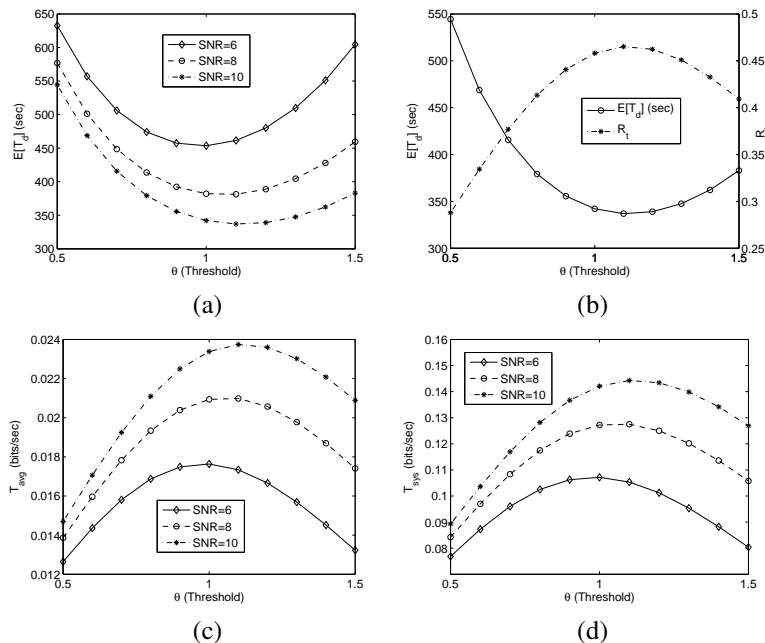 650
600
550
500
450
400
350
300
0.5
1
1.5
E[T_d] (sec)
θ (Threshold)
SNR=6
SNR=8
SNR=10
(a)
550
500
450
400
350
300
0.5
0.45
0.4
0.35
0.3
0.25
0.5
1
1.5
E[T_d] (sec)
θ (Threshold)
E[T_d] (sec)
R_t
(b)
0.024
0.022
0.02
0.018
0.016
0.014
0.012
0.5
1
1.5
T_avg (bits/sec)
θ (Threshold)
SNR=6
SNR=8
SNR=10
(c)
0.16
0.15
0.14
0.13
0.12
0.11
0.1
0.09
0.08
0.5
1
1.5
T_sys (bits/sec)
θ (Threshold)
SNR=6
SNR=8
SNR=10
(d)